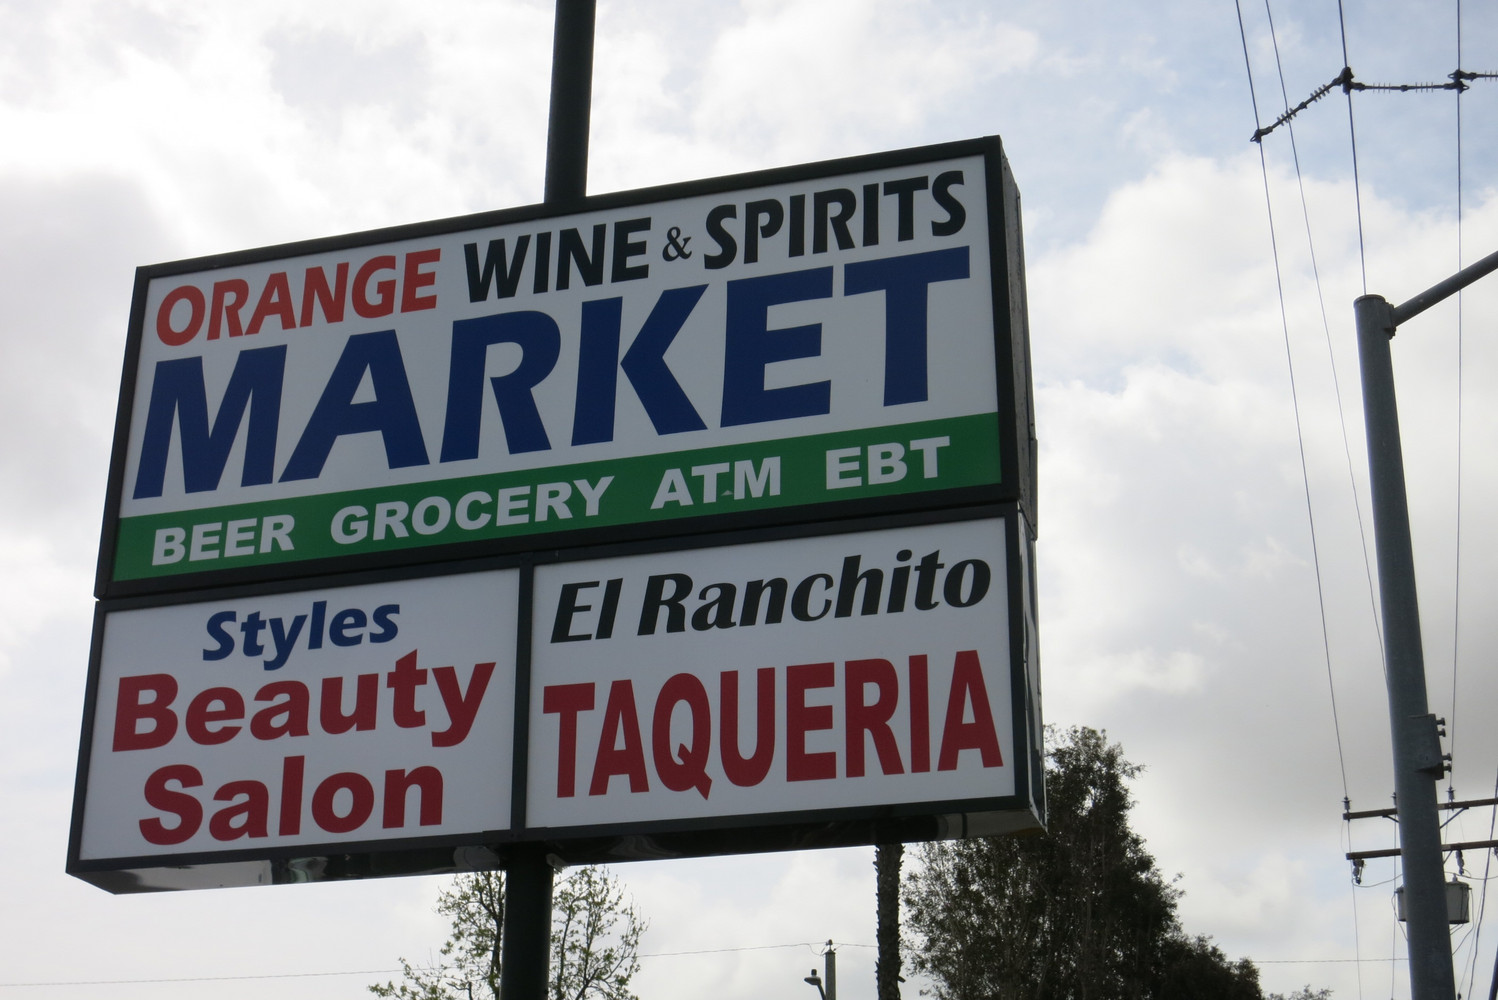 ORANGE WINE & SPIRITS
MARKET
BEER GROCERY ATM EBT
Styles
Beauty
Salon
El Ranchito
TAQUERIA